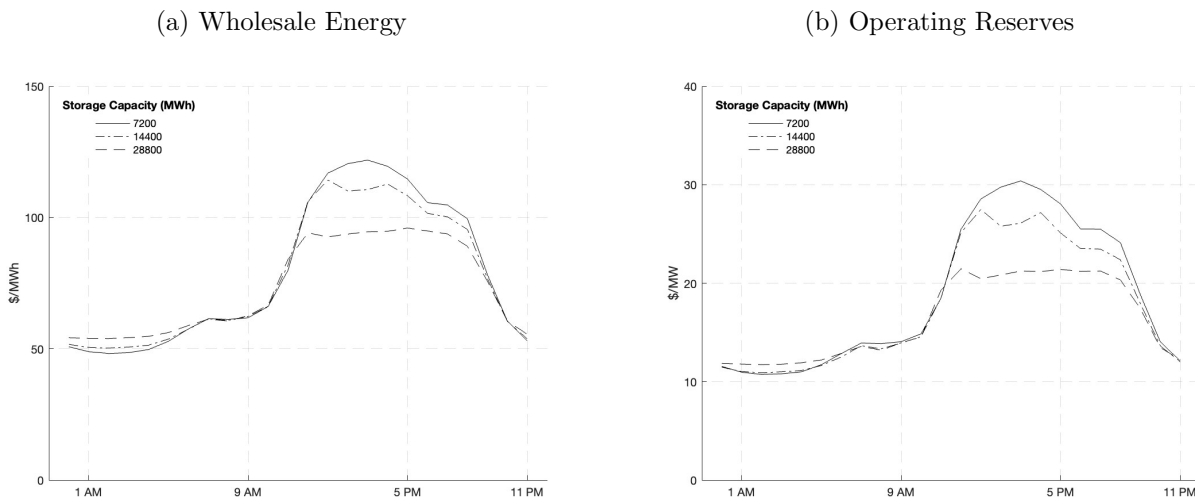 (a) Wholesale Energy
150
100
50
0
$/MWh
Storage Capacity (MWh)
7200
14400
28800
1 AM
9 AM
5 PM
11 PM
(b) Operating Reserves
40
30
20
10
0
$/MW
Storage Capacity (MWh)
7200
14400
28800
1 AM
9 AM
5 PM
11 PM